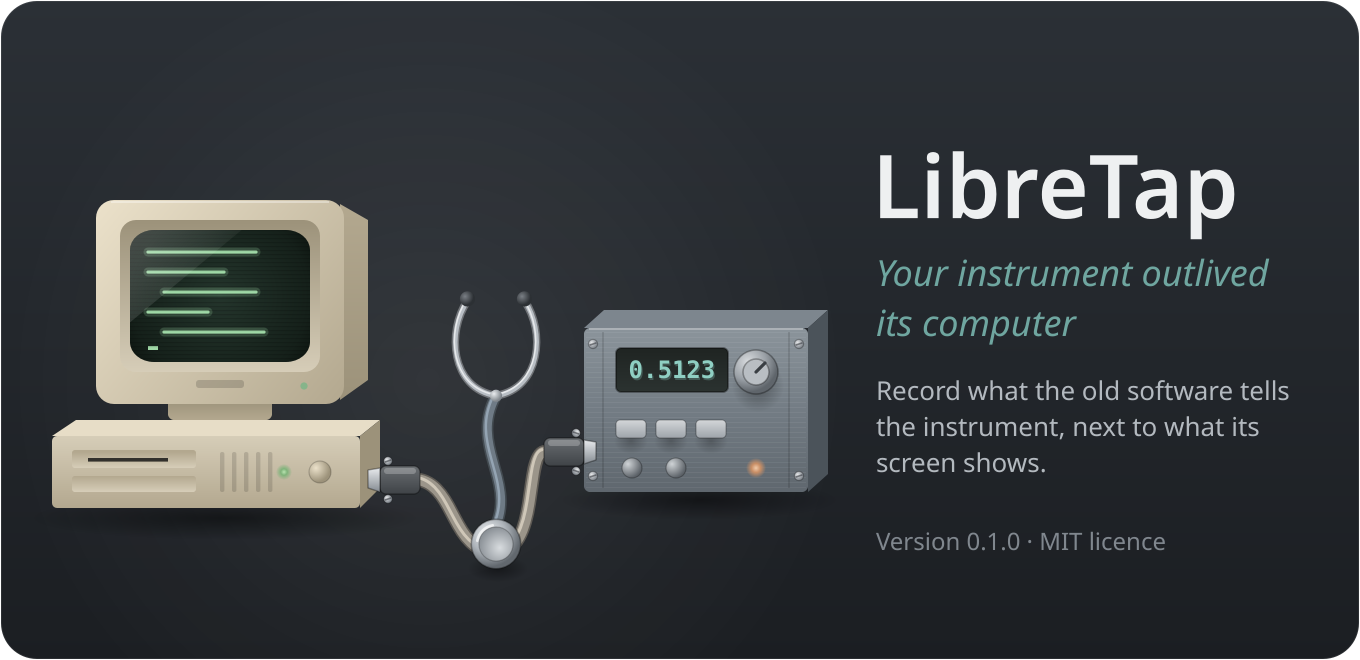 LibreTap
Your instrument outlived
its computer
Record what the old software tells
the instrument, next to what its
screen shows.
Version 0.1.0 · MIT licence
0.5123